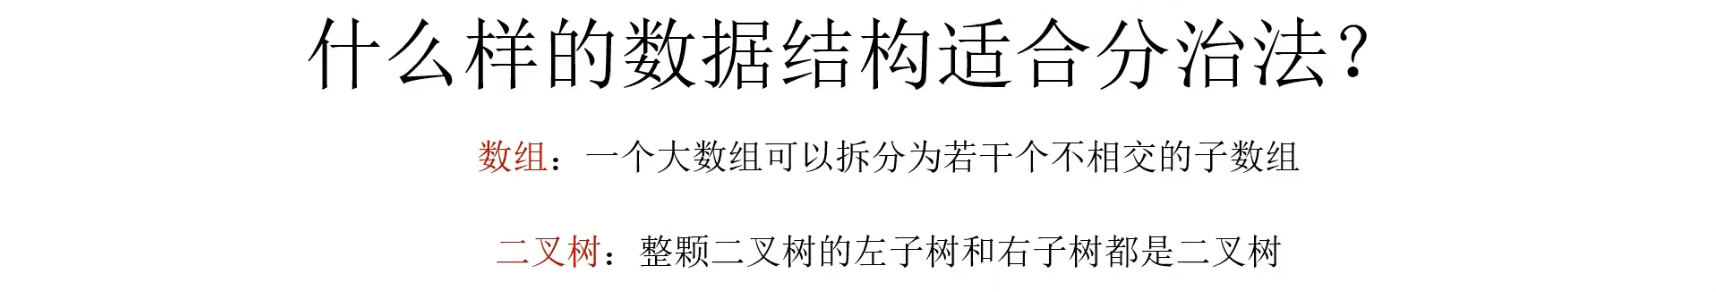 什么样的数据结构适合分治法？
数组：一个大数组可以拆分为若干个不相交的子数组
二叉树：整颗二叉树的左子树和右子树都是二叉树